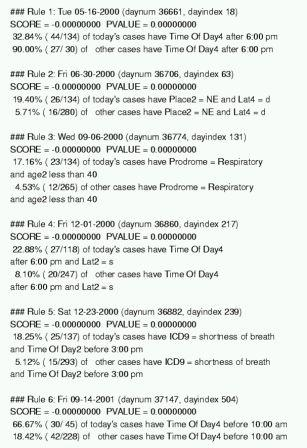 ### Rule 1: Tue 05-16-2000 (daynum 36661, dayindex 18)
SCORE = -0.00000000 PVALUE = 0.00000000
32.84% ( 44/134) of today's cases have Time Of Day4 after 6:00 pm
90.00% ( 27/ 30) of other cases have Time Of Day4 after 6:00 pm
### Rule 2: Fri 06-30-2000 (daynum 36706, dayindex 63)
SCORE = -0.00000000 PVALUE = 0.00000000
19.40% ( 26/134) of today's cases have Place2 = NE and Lat4 = d
5.71% ( 16/280) of other cases have Place2 = NE and Lat4 = d
### Rule 3: Wed 09-06-2000 (daynum 36774, dayindex 131)
SCORE = -0.00000000 PVALUE = 0.00000000
17.16% ( 23/134) of today's cases have Prodrome = Respiratory
and age2 less than 40
4.53% ( 12/265) of other cases have Prodrome = Respiratory
and age2 less than 40
### Rule 4: Fri 12-01-2000 (daynum 36860, dayindex 217)
SCORE = -0.00000000 PVALUE = 0.00000000
22.88% ( 27/118) of today's cases have Time Of Day4
after 6:00 pm and Lat2 = s
8.10% ( 20/247) of other cases have Time Of Day4
after 6:00 pm and Lat2 = s
### Rule 5: Sat 12-23-2000 (daynum 36882, dayindex 239)
SCORE = -0.00000000 PVALUE = 0.00000000
18.25% ( 25/137) of today's cases have ICD9 = shortness of breath
and Time Of Day2 before 3:00 pm
5.12% ( 15/293) of other cases have ICD9 = shortness of breath
and Time Of Day2 before 3:00 pm
### Rule 6: Fri 09-14-2001 (daynum 37147, dayindex 504)
SCORE = -0.00000000 PVALUE = 0.00000000
66.67% ( 30/ 45) of today's cases have Time Of Day4 before 10:00 am
18.42% ( 42/228) of other cases have Time Of Day4 before 10:00 am